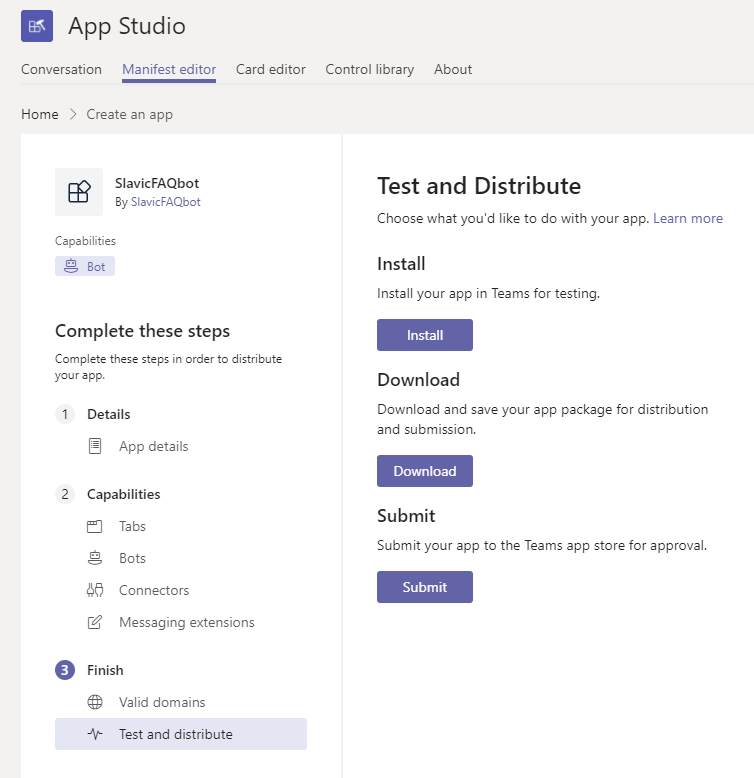 App Studio
Conversation Manifest editor Card editor Control library About
Home > Create an app
SlavicFAQbot
By SlavicFAQbot
Capabilities
Bot
Complete these steps
Complete these steps in order to distribute
your app.
1 Details
App details
2 Capabilities
Tabs
Bots
Connectors
Messaging extensions
3 Finish
Valid domains
Test and distribute
Test and Distribute
Choose what you'd like to do with your app. Learn more
Install
Install your app in Teams for testing.
Install
Download
Download and save your app package for distribution
and submission.
Download
Submit
Submit your app to the Teams app store for approval.
Submit